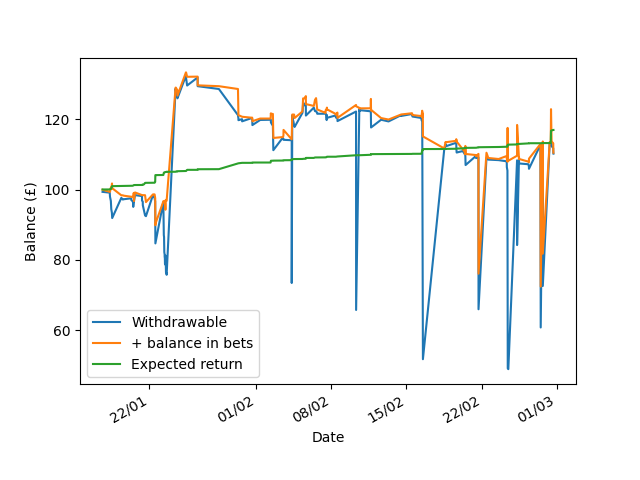 120
100
80
60
Balance (£)
Withdrawable
+ balance in bets
Expected return
22/01
01/02
08/02
15/02
22/02
01/03
Date